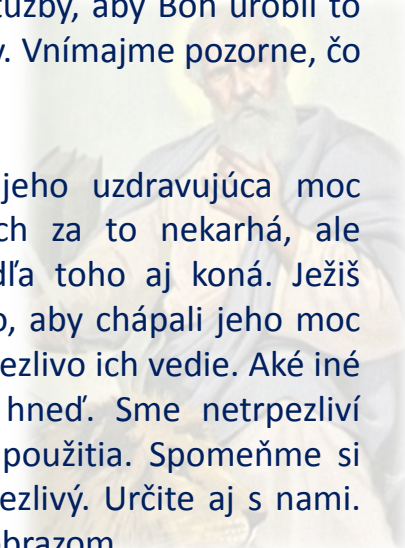 túžby, aby Boh urobil to
y. Vnímajme pozorne, čo
jeho uzdravujúca moc
ch za to nekarhá, ale
dľa toho aj koná. Ježiš
o, aby chápali jeho moc
ezlivo ich vedie. Aké iné
hneď. Sme netrpezliví
použitia. Spomeňme si
ezlivý. Určite aj s nami.
obrazom